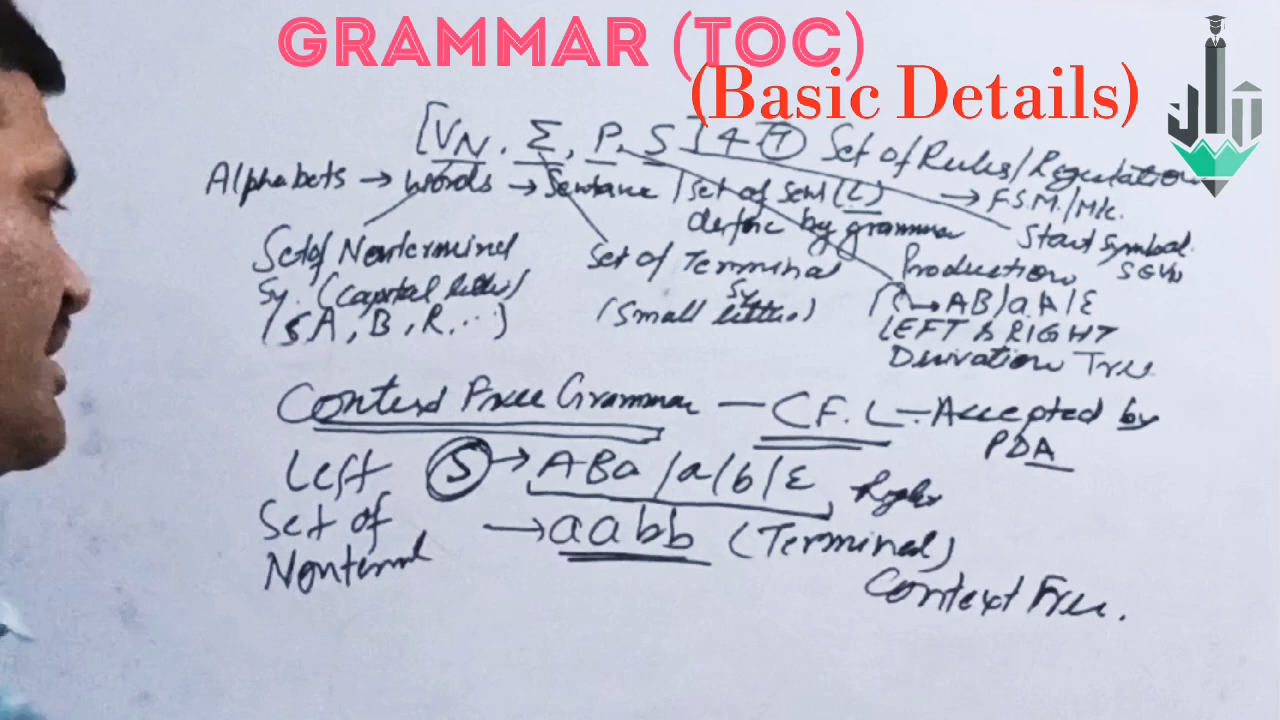 GRAMMAR (TOC)
(Basic Details)
[VN, Σ, P, S] 4 T Set of Rules/Regulation
Alphabets → words → Sentance / Set of sent (L) → F.S.M./M/c.
define by grammar
Start Symbol
Set of Nonterminal
Sy. (Capital letter)
(S A, B, R, ...)
Set of Terminal
Sy
(Small letter)
Production
→ AB/aA/ε
LEFT & RIGHT
Derivation Tree
Context Free Grammar — C.F.L — Accepted by
PDA
Left S → ABa /a/b/ε Right
Set of
Nonterminal
→ aabb (Terminal)
Context Free.